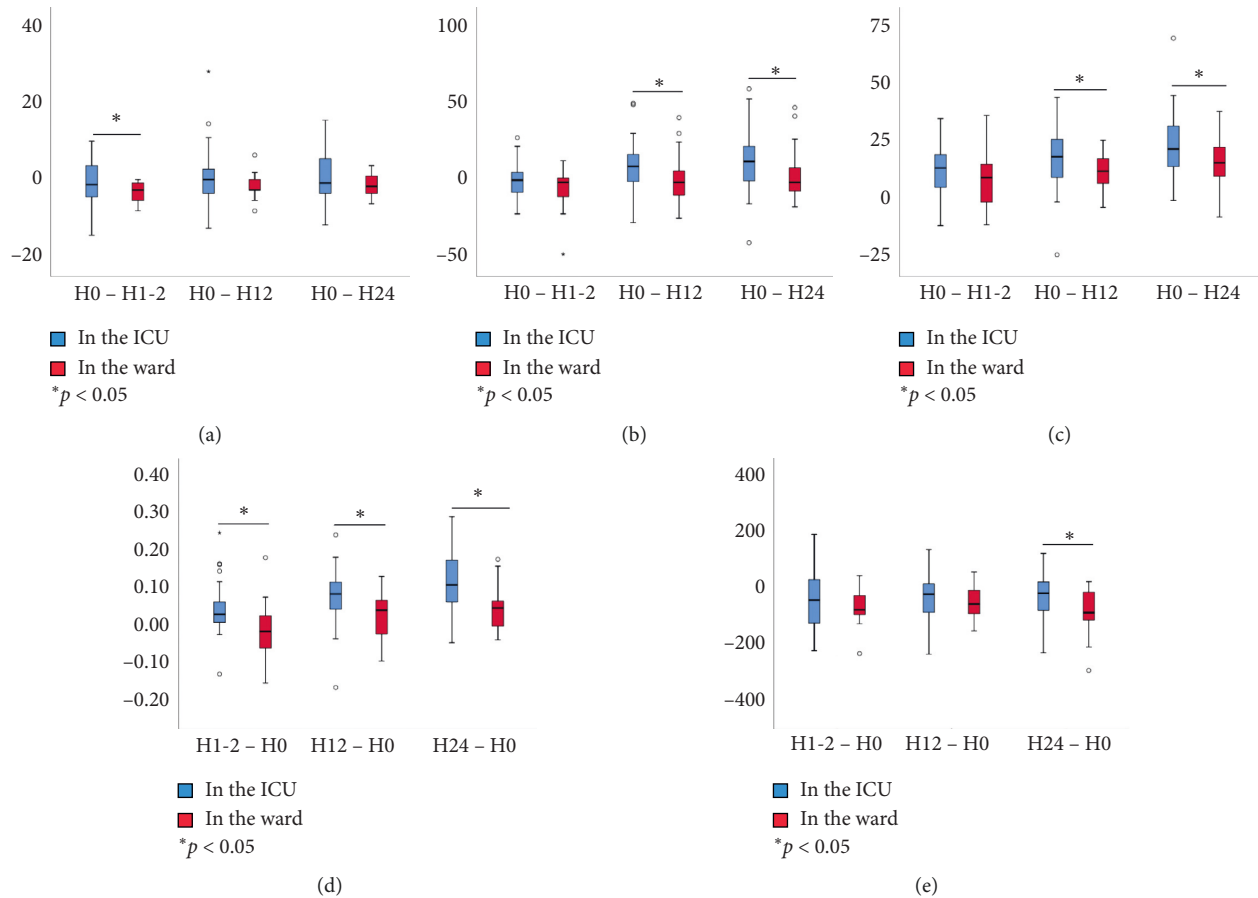 40
20
0
−20
*
H0 – H1-2
H0 – H12
H0 – H24
In the ICU
In the ward
*p < 0.05
(a)
100
50
0
−50
*
*
H0 – H1-2
H0 – H12
H0 – H24
In the ICU
In the ward
*p < 0.05
(b)
75
50
25
0
−25
*
*
H0 – H1-2
H0 – H12
H0 – H24
In the ICU
In the ward
*p < 0.05
(c)
0.40
0.30
0.20
0.10
0.00
−0.10
−0.20
*
*
*
H1-2 – H0
H12 – H0
H24 – H0
In the ICU
In the ward
*p < 0.05
(d)
400
200
0
−200
−400
*
H1-2 – H0
H12 – H0
H24 – H0
In the ICU
In the ward
*p < 0.05
(e)